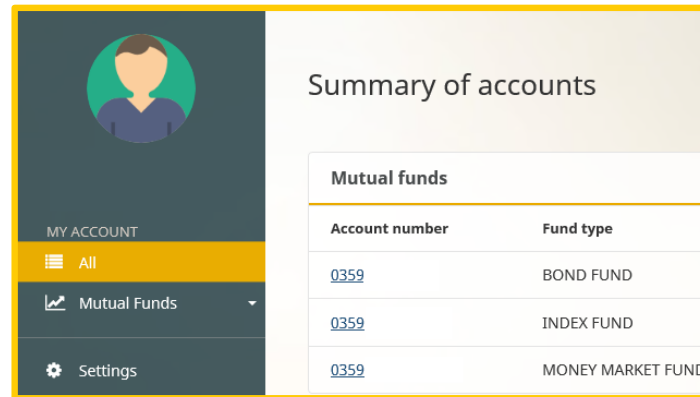 Summary of accounts
MY ACCOUNT
All
Mutual Funds
Settings
Mutual funds
Account number Fund type
0359 BOND FUND
0359 INDEX FUND
0359 MONEY MARKET FUND